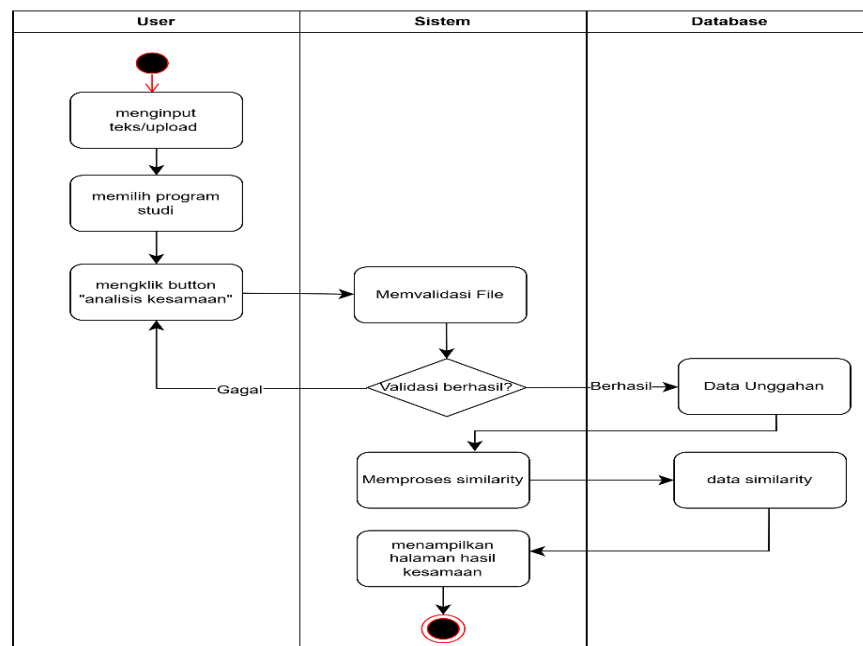 User
Sistem
Database
menginput
teks/upload
memilih program
studi
mengklik button
"analisis kesamaan"
Memvalidasi File
Validasi berhasil?
Gagal
Berhasil
Data Unggahan
Memproses similarity
data similarity
menampilkan
halaman hasil
kesamaan